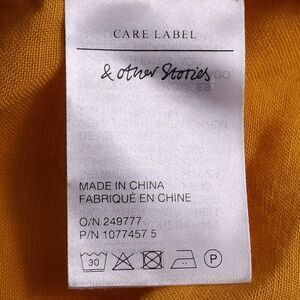 CARE LABEL
& other Stories
MADE IN CHINA
FABRIQUÉ EN CHINE
O/N 249777
P/N 1077457 5
30 P